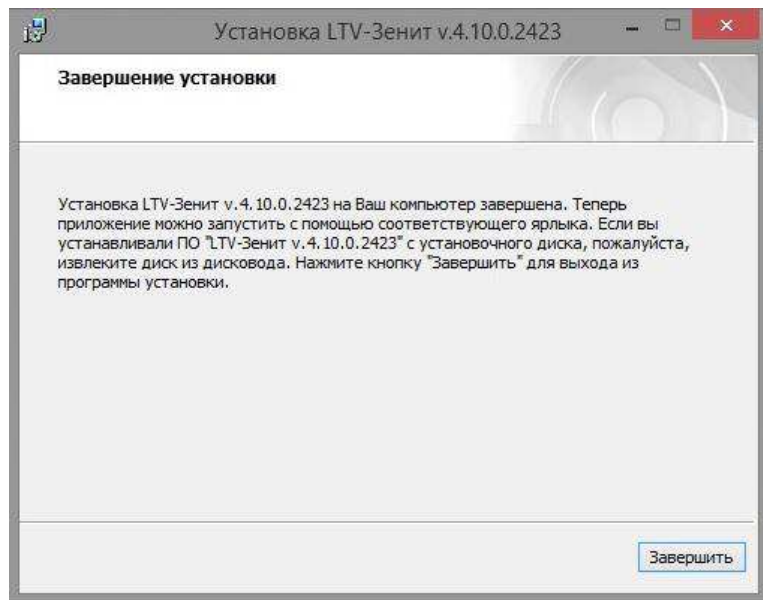 Установка LTV-Зенит v.4.10.0.2423
Завершение установки
Установка LTV-Зенит v.4.10.0.2423 на Ваш компьютер завершена. Теперь
приложение можно запустить с помощью соответствующего ярлыка. Если вы
устанавливали ПО "LTV-Зенит v.4.10.0.2423" с установочного диска, пожалуйста,
извлеките диск из дисковода. Нажмите кнопку "Завершить" для выхода из
программы установки.
Завершить